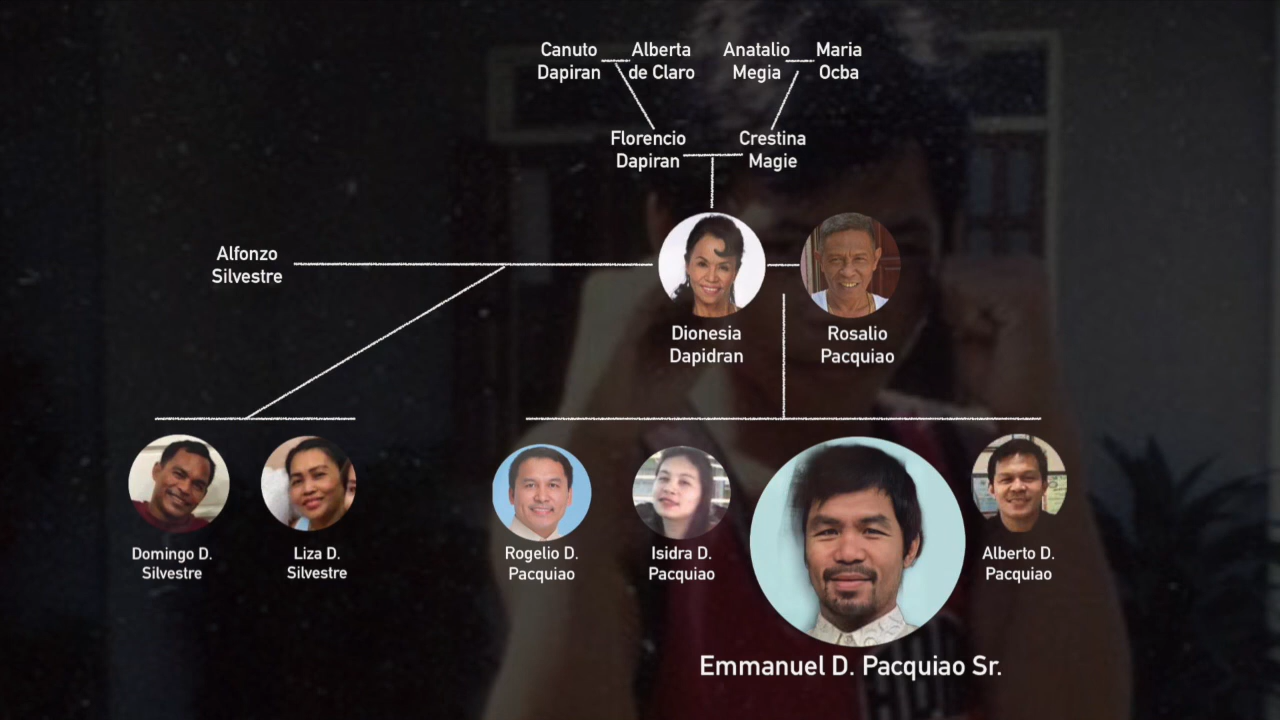 Canuto
Dapiran
Alberta
de Claro
Anatalio
Megia
Maria
Ocba
Florencio
Dapiran
Crestina
Magie
Alfonzo
Silvestre
Dionesia
Dapidran
Rosalio
Pacquiao
Domingo D.
Silvestre
Liza D.
Silvestre
Rogelio D.
Pacquiao
Isidra D.
Pacquiao
Emmanuel D. Pacquiao Sr.
Alberto D.
Pacquiao